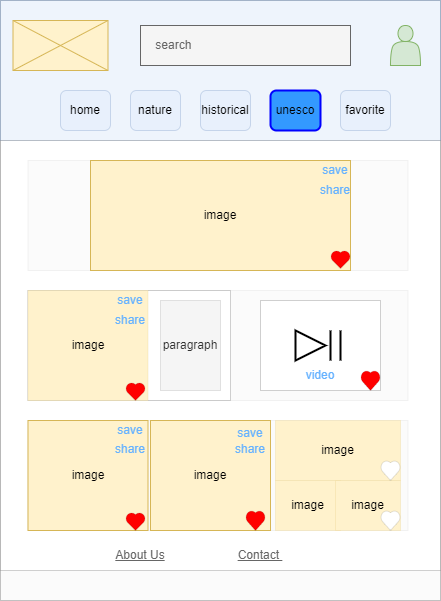 search
home
nature
historical
unesco
favorite
save
share
image
save
share
image
paragraph
video
save
share
image
save
share
image
image
image
image
About Us
Contact